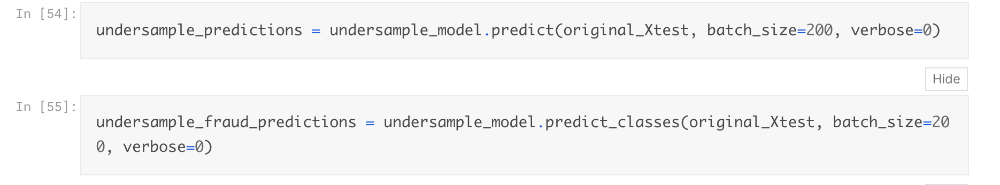 In [54]:
undersample_predictions = undersample_model.predict(original_Xtest, batch_size=200, verbose=0)
Hide
In [55]:
undersample_fraud_predictions = undersample_model.predict_classes(original_Xtest, batch_size=20
0, verbose=0)